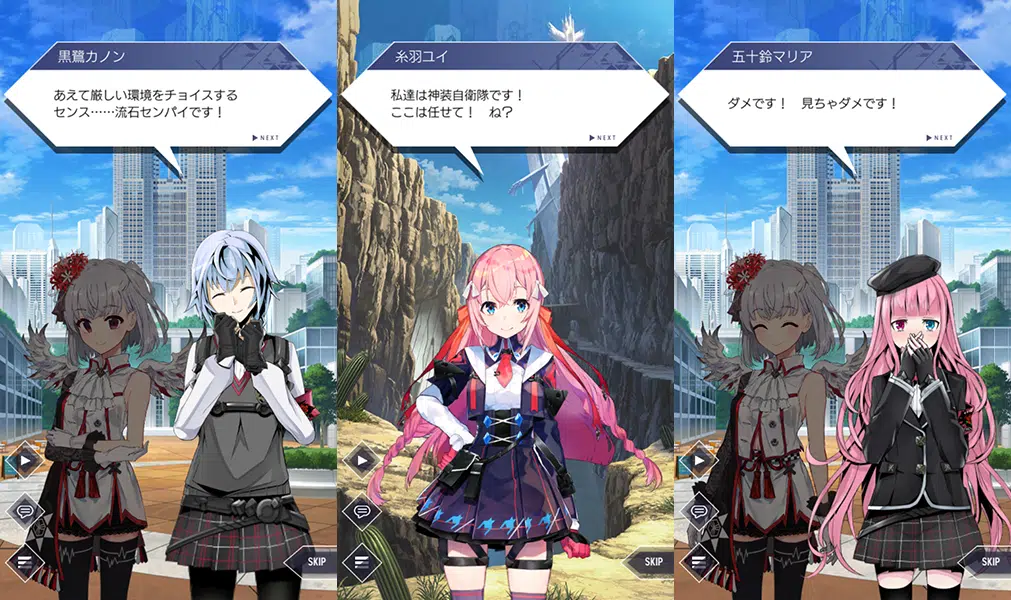 黒鷺カノン
あえて厳しい環境をチョイスする
センス……流石センパイです！
NEXT
SKIP
糸羽ユイ
私達は神装自衛隊です！
ここは任せて！　ね？
NEXT
SKIP
五十鈴マリア
ダメです！　見ちゃダメです！
NEXT
SKIP